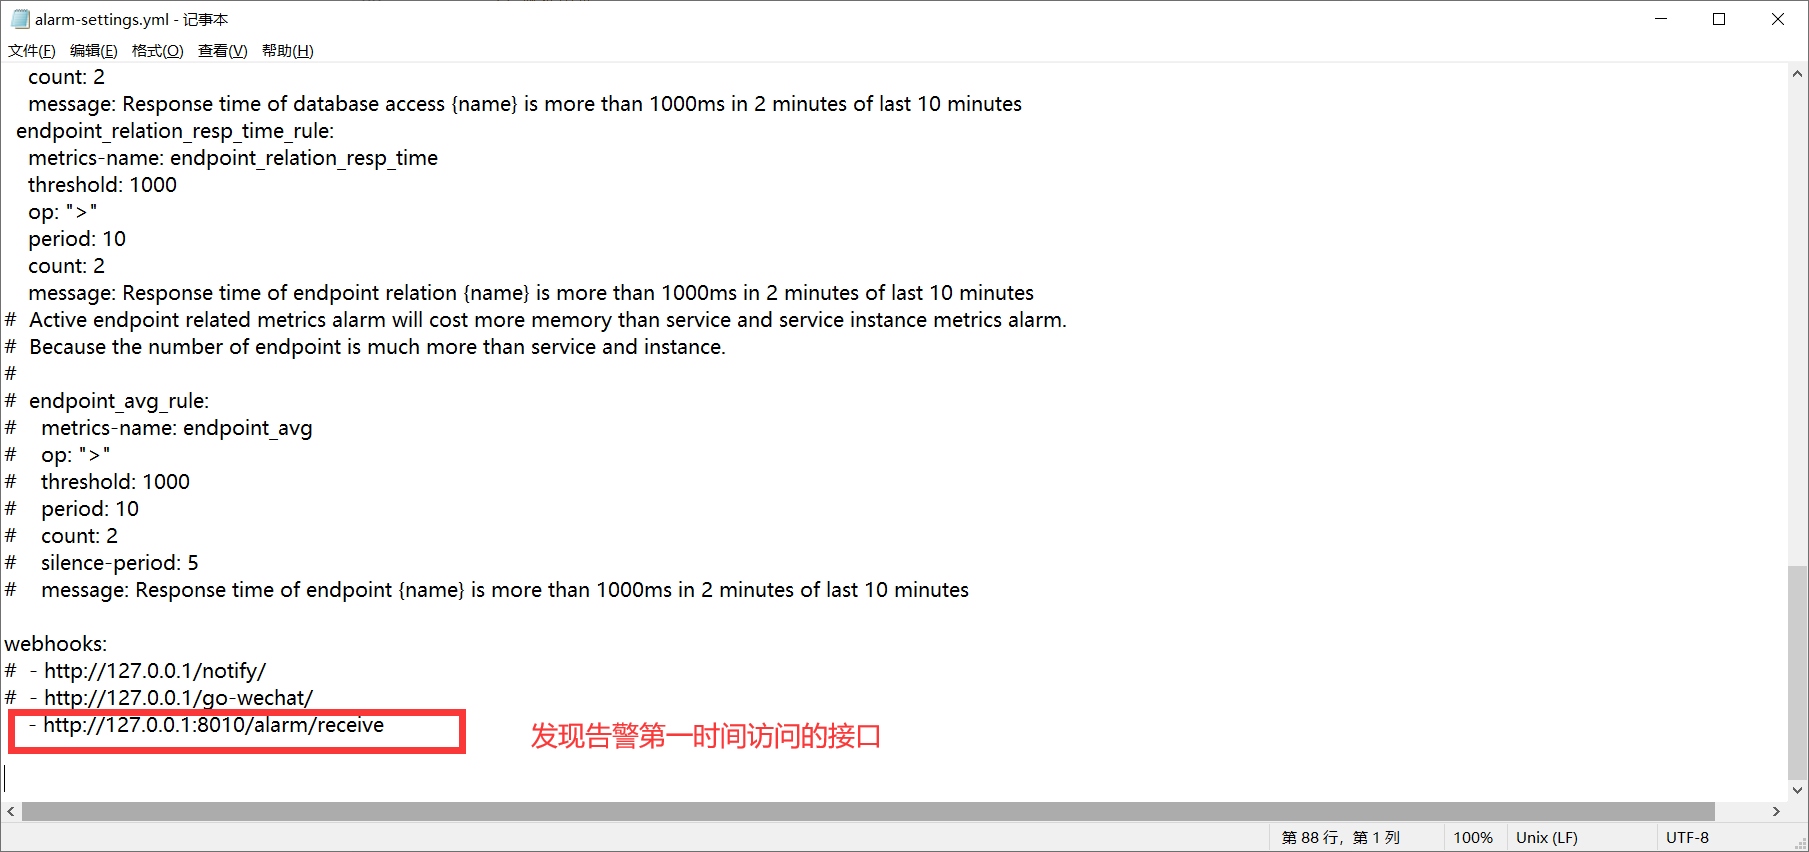 alarm-settings.yml - 记事本
文件(F) 编辑(E) 格式(O) 查看(V) 帮助(H)
count: 2
message: Response time of database access {name} is more than 1000ms in 2 minutes of last 10 minutes
endpoint_relation_resp_time_rule:
metrics-name: endpoint_relation_resp_time
threshold: 1000
op: ">"
period: 10
count: 2
message: Response time of endpoint relation {name} is more than 1000ms in 2 minutes of last 10 minutes
# Active endpoint related metrics alarm will cost more memory than service and service instance metrics alarm.
# Because the number of endpoint is much more than service and instance.
#
# endpoint_avg_rule:
# metrics-name: endpoint_avg
# op: ">"
# threshold: 1000
# period: 10
# count: 2
# silence-period: 5
# message: Response time of endpoint {name} is more than 1000ms in 2 minutes of last 10 minutes
webhooks:
# - http://127.0.0.1/notify/
# - http://127.0.0.1/go-wechat/
- http://127.0.0.1:8010/alarm/receive
发现告警第一时间访问的接口
第 88 行，第 1 列 100% Unix (LF) UTF-8